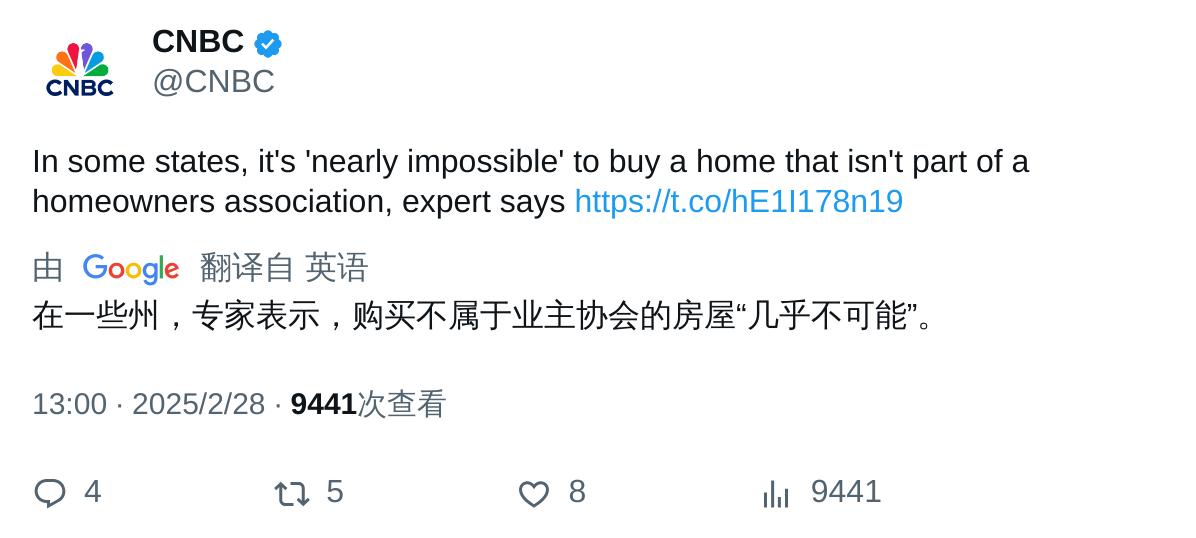 CNBC
CNBC
@CNBC
In some states, it's 'nearly impossible' to buy a home that isn't part of a
homeowners association, expert says https://t.co/hE1I178n19
由 Google 翻译自 英语
在一些州，专家表示，购买不属于业主协会的房屋“几乎不可能”。
13:00 · 2025/2/28 · 9441次查看
4 5 8 9441